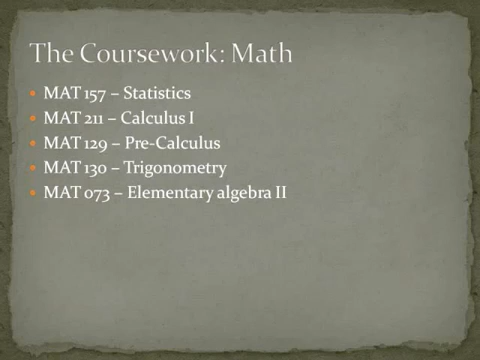 The Coursework: Math
• MAT 157 – Statistics
• MAT 211 – Calculus I
• MAT 129 – Pre-Calculus
• MAT 130 – Trigonometry
• MAT 073 – Elementary algebra II